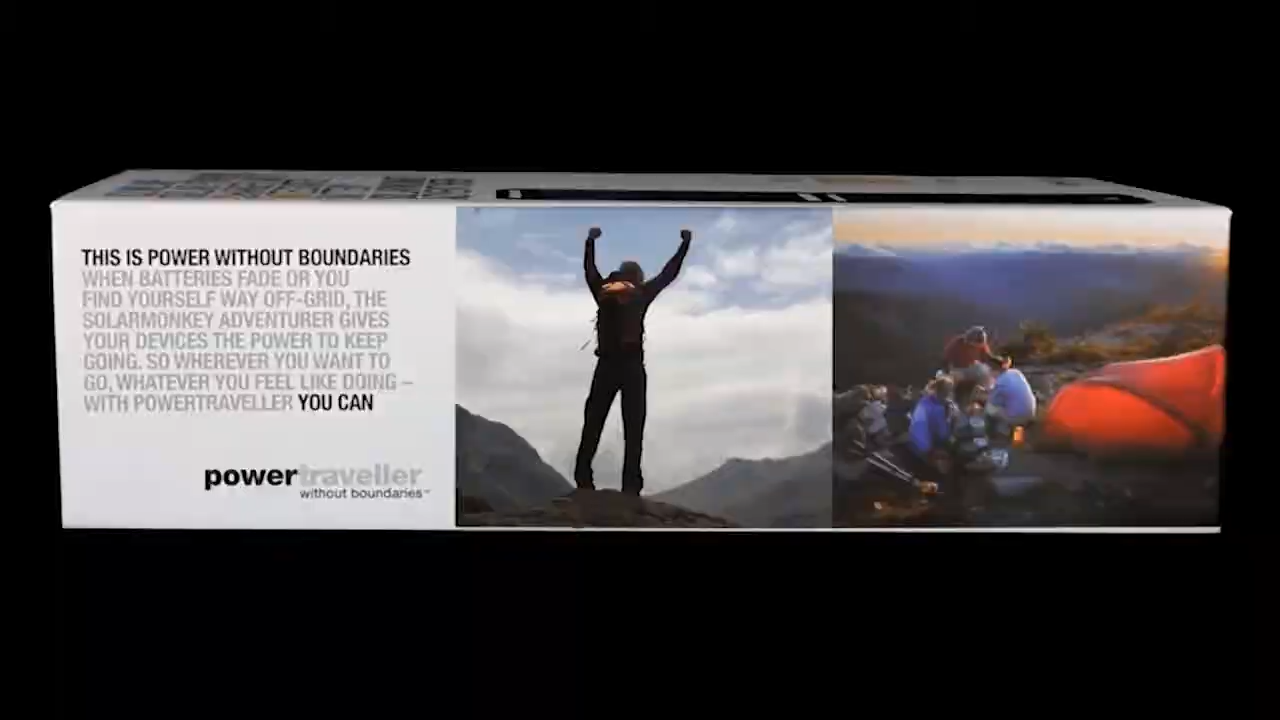 THIS IS POWER WITHOUT BOUNDARIES
WHEN BATTERIES FADE OR YOU
FIND YOURSELF WAY OFF-GRID, THE
SOLARMONKEY ADVENTURER GIVES
YOUR DEVICES THE POWER TO KEEP
GOING. SO WHEREVER YOU WANT TO
GO, WHATEVER YOU FEEL LIKE DOING –
WITH POWERTRAVELLER YOU CAN
powertraveller
without boundaries™